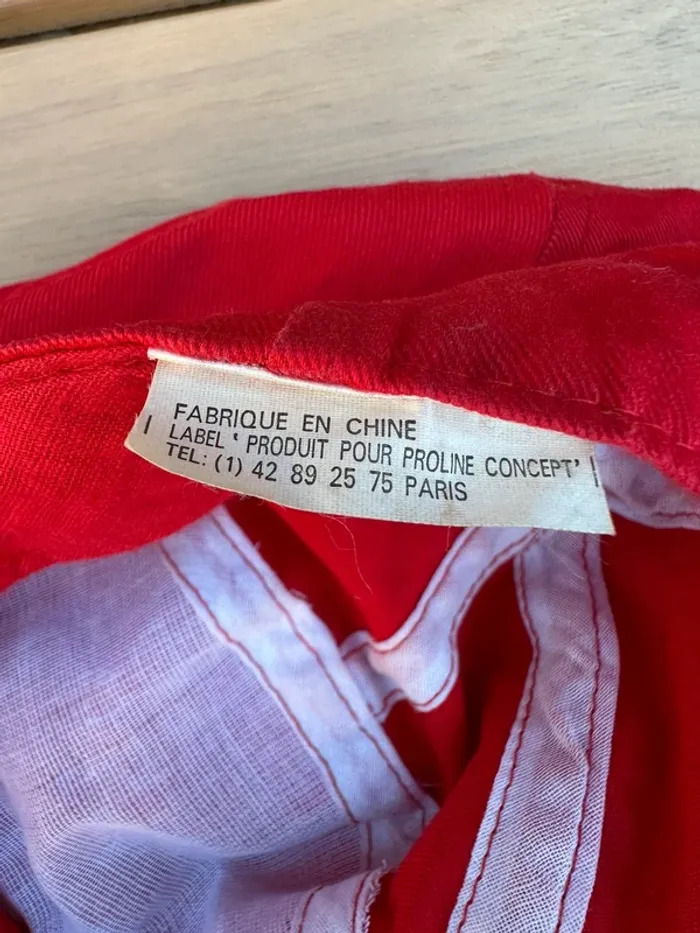 FABRIQUE EN CHINE
LABEL ' PRODUIT POUR PROLINE CONCEPT'
TEL: (1) 42 89 25 75 PARIS